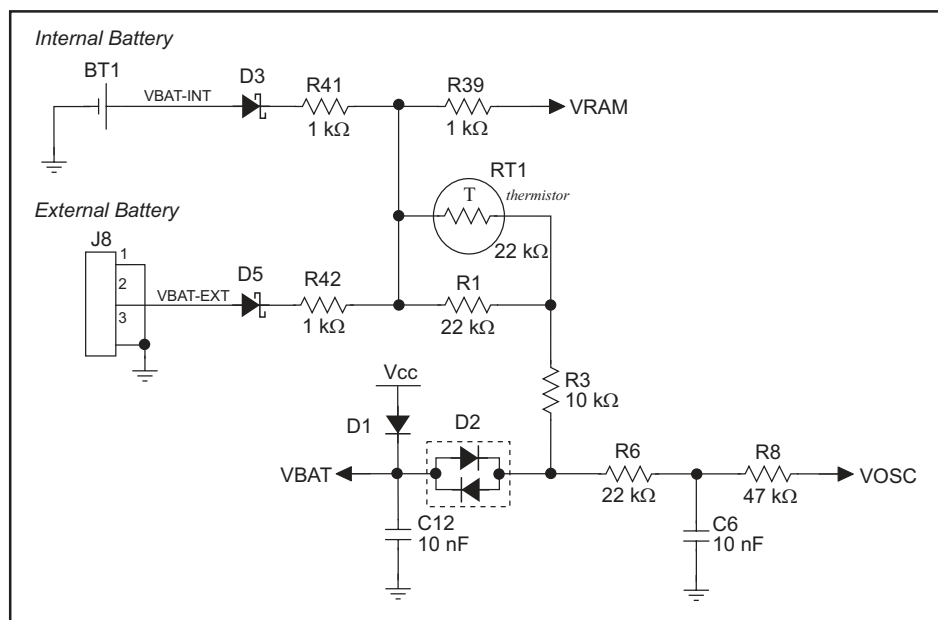 Internal Battery
BT1
VBAT-INT
D3
R41
1 kΩ
R39
1 kΩ
VRAM
RT1
T
thermistor
22 kΩ
External Battery
J8
1
2
3
VBAT-EXT
D5
R42
1 kΩ
R1
22 kΩ
R3
10 kΩ
Vcc
D1
D2
VBAT
C12
10 nF
R6
22 kΩ
R8
47 kΩ
VOSC
C6
10 nF